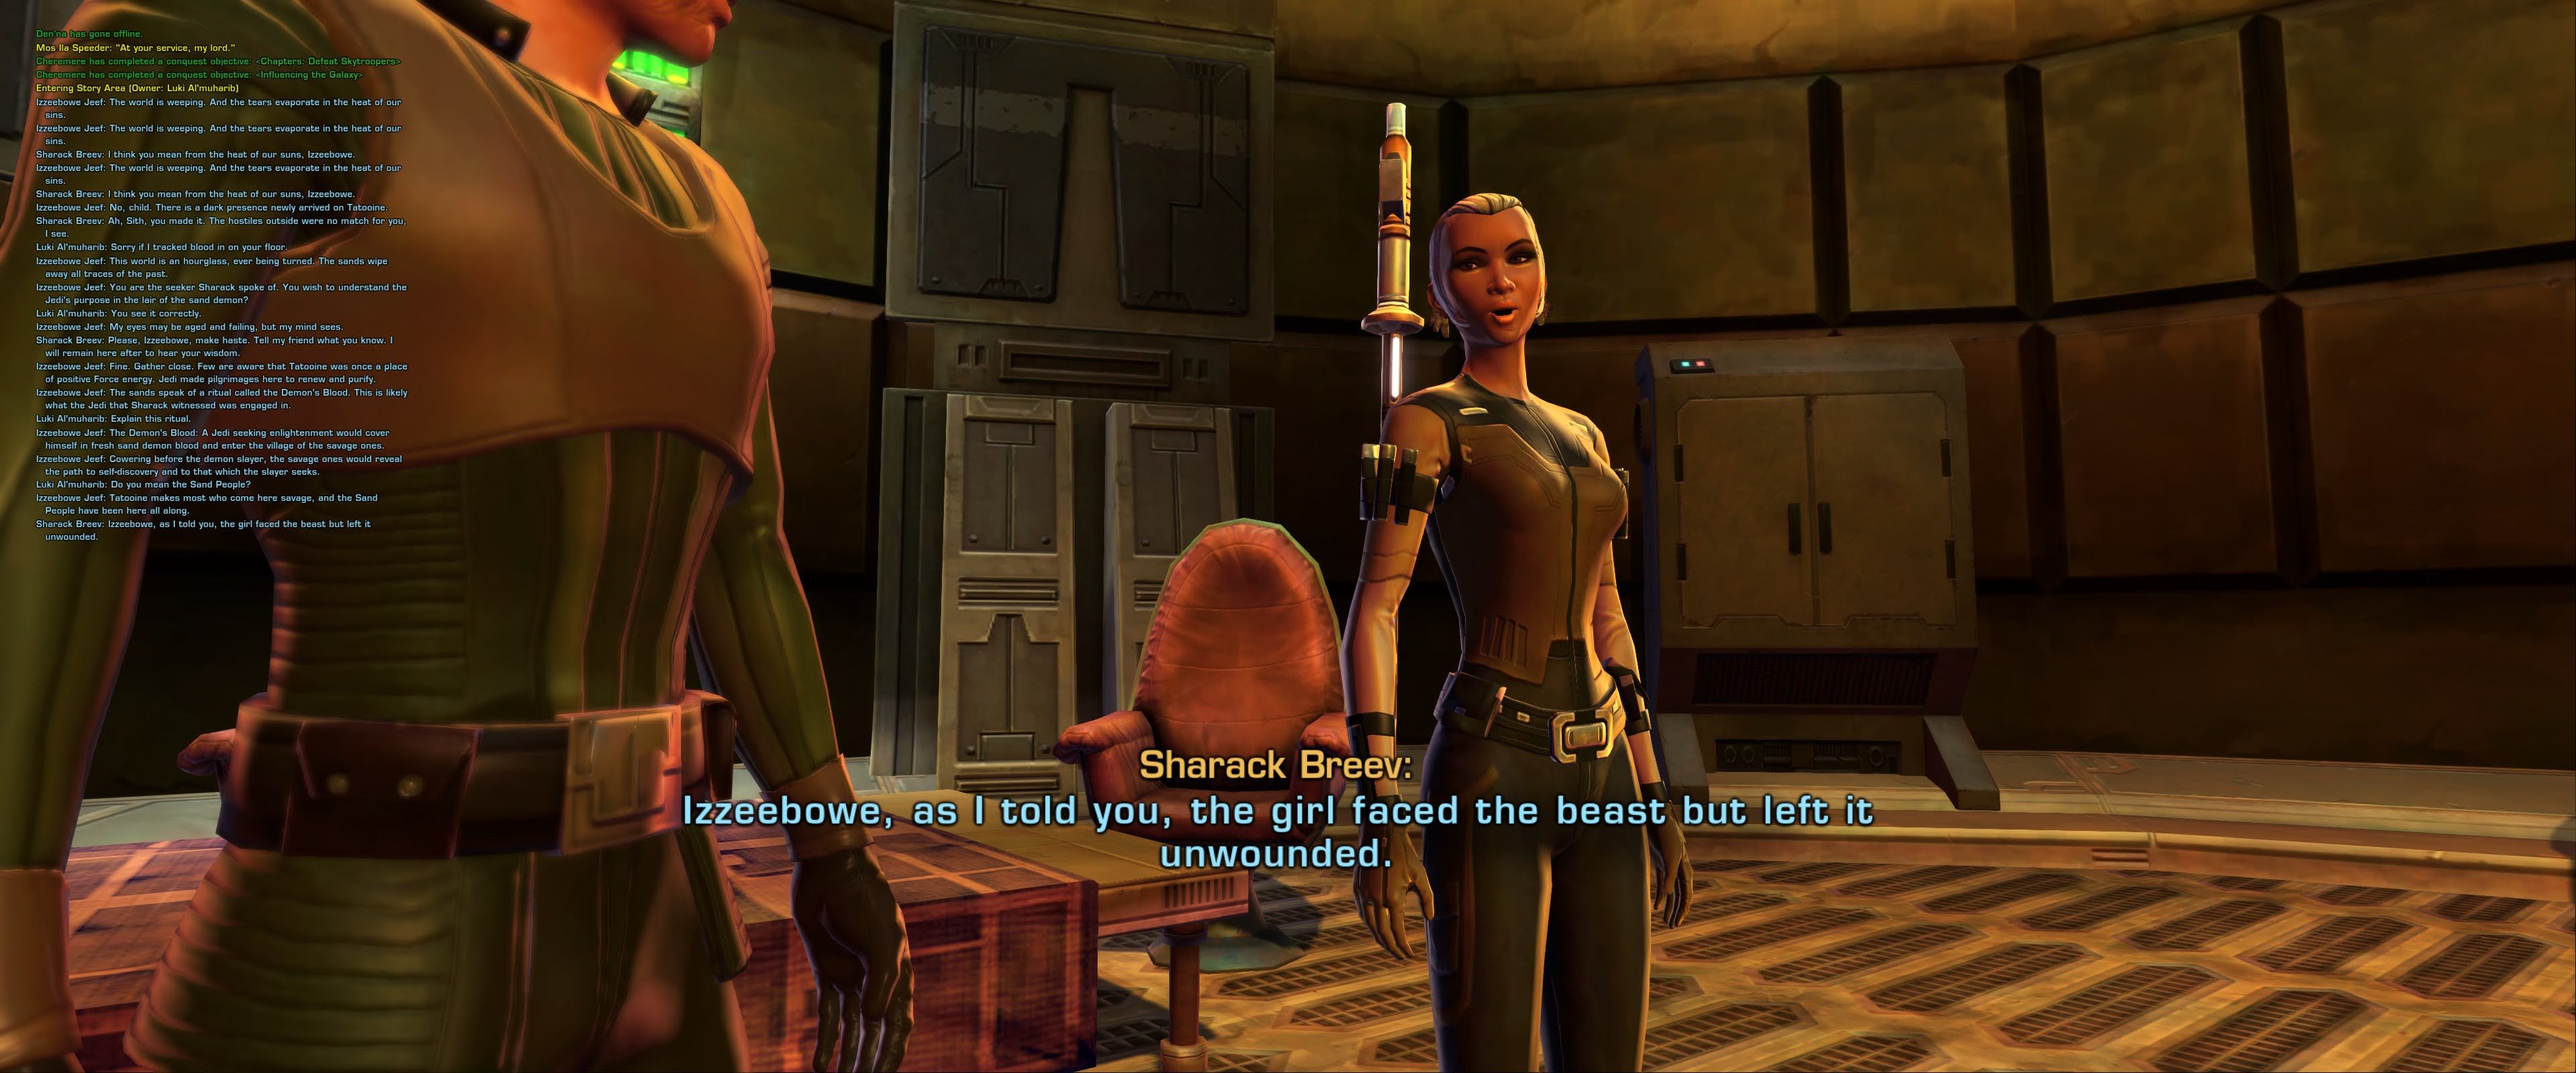 Den'na has gone offline.
Mos Ila Speeder: "At your service, my lord."
Cheremere has completed a conquest objective: <Chapters: Defeat Skytroopers>
Cheremere has completed a conquest objective: <Influencing the Galaxy>
Entering Story Area (Owner: Luki Al'muharib)
Izzeebowe Jeef: The world is weeping. And the tears evaporate in the heat of our
sins.
Izzeebowe Jeef: The world is weeping. And the tears evaporate in the heat of our
sins.
Sharack Breev: I think you mean from the heat of our suns, Izzeebowe.
Izzeebowe Jeef: The world is weeping. And the tears evaporate in the heat of our
sins.
Sharack Breev: I think you mean from the heat of our suns, Izzeebowe.
Izzeebowe Jeef: No, child. There is a dark presence newly arrived on Tatooine.
Sharack Breev: Ah, Sith, you made it. The hostiles outside were no match for you,
I see.
Luki Al'muharib: Sorry if I tracked blood in on your floor.
Izzeebowe Jeef: This world is an hourglass, ever being turned. The sands wipe
away all traces of the past.
Izzeebowe Jeef: You are the seeker Sharack spoke of. You wish to understand the
Jedi's purpose in the lair of the sand demon?
Luki Al'muharib: You see it correctly.
Izzeebowe Jeef: My eyes may be aged and failing, but my mind sees.
Sharack Breev: Please, Izzeebowe, make haste. Tell my friend what you know. I
will remain here after to hear your wisdom.
Izzeebowe Jeef: Fine. Gather close. Few are aware that Tatooine was once a place
of positive Force energy. Jedi made pilgrimages here to renew and purify.
Izzeebowe Jeef: The sands speak of a ritual called the Demon's Blood. This is likely
what the Jedi that Sharack witnessed was engaged in.
Luki Al'muharib: Explain this ritual.
Izzeebowe Jeef: The Demon's Blood: A Jedi seeking enlightenment would cover
himself in fresh sand demon blood and enter the village of the savage ones.
Izzeebowe Jeef: Cowering before the demon slayer, the savage ones would reveal
the path to self-discovery and to that which the slayer seeks.
Luki Al'muharib: Do you mean the Sand People?
Izzeebowe Jeef: Tatooine makes most who come here savage, and the Sand
People have been here all along.
Sharack Breev: Izzeebowe, as I told you, the girl faced the beast but left it
unwounded.
Sharack Breev:
Izzeebowe, as I told you, the girl faced the beast but left it
unwounded.